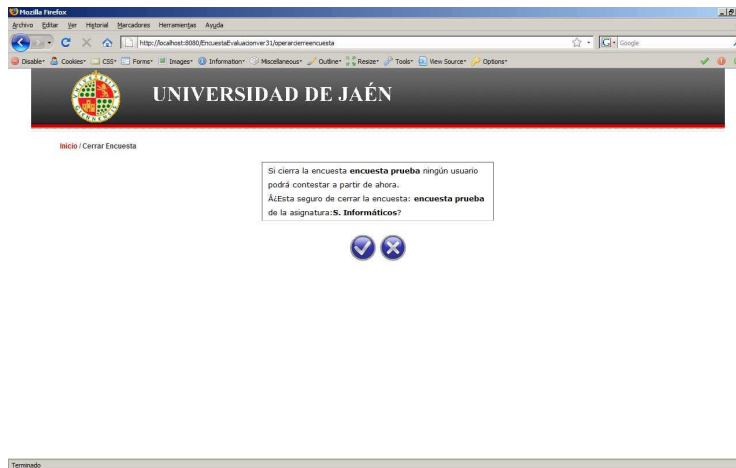 Mozilla Firefox
Archivo Editar Ver Historial Marcadores Herramientas Ayuda
http://localhost:8080/EncuestaEvaluacionver31/operarcierreencuesta
Google
Disable Cookies CSS Forms Images Information Miscellaneous Outline Resize Tools View Source Options
UNIVERSIDAD DE JAÉN
Inicio / Cerrar Encuesta
Si cierra la encuesta encuesta prueba ningún usuario
podrá contestar a partir de ahora.
Â¿Esta seguro de cerrar la encuesta: encuesta prueba
de la asignatura:S. Informáticos?
Terminado